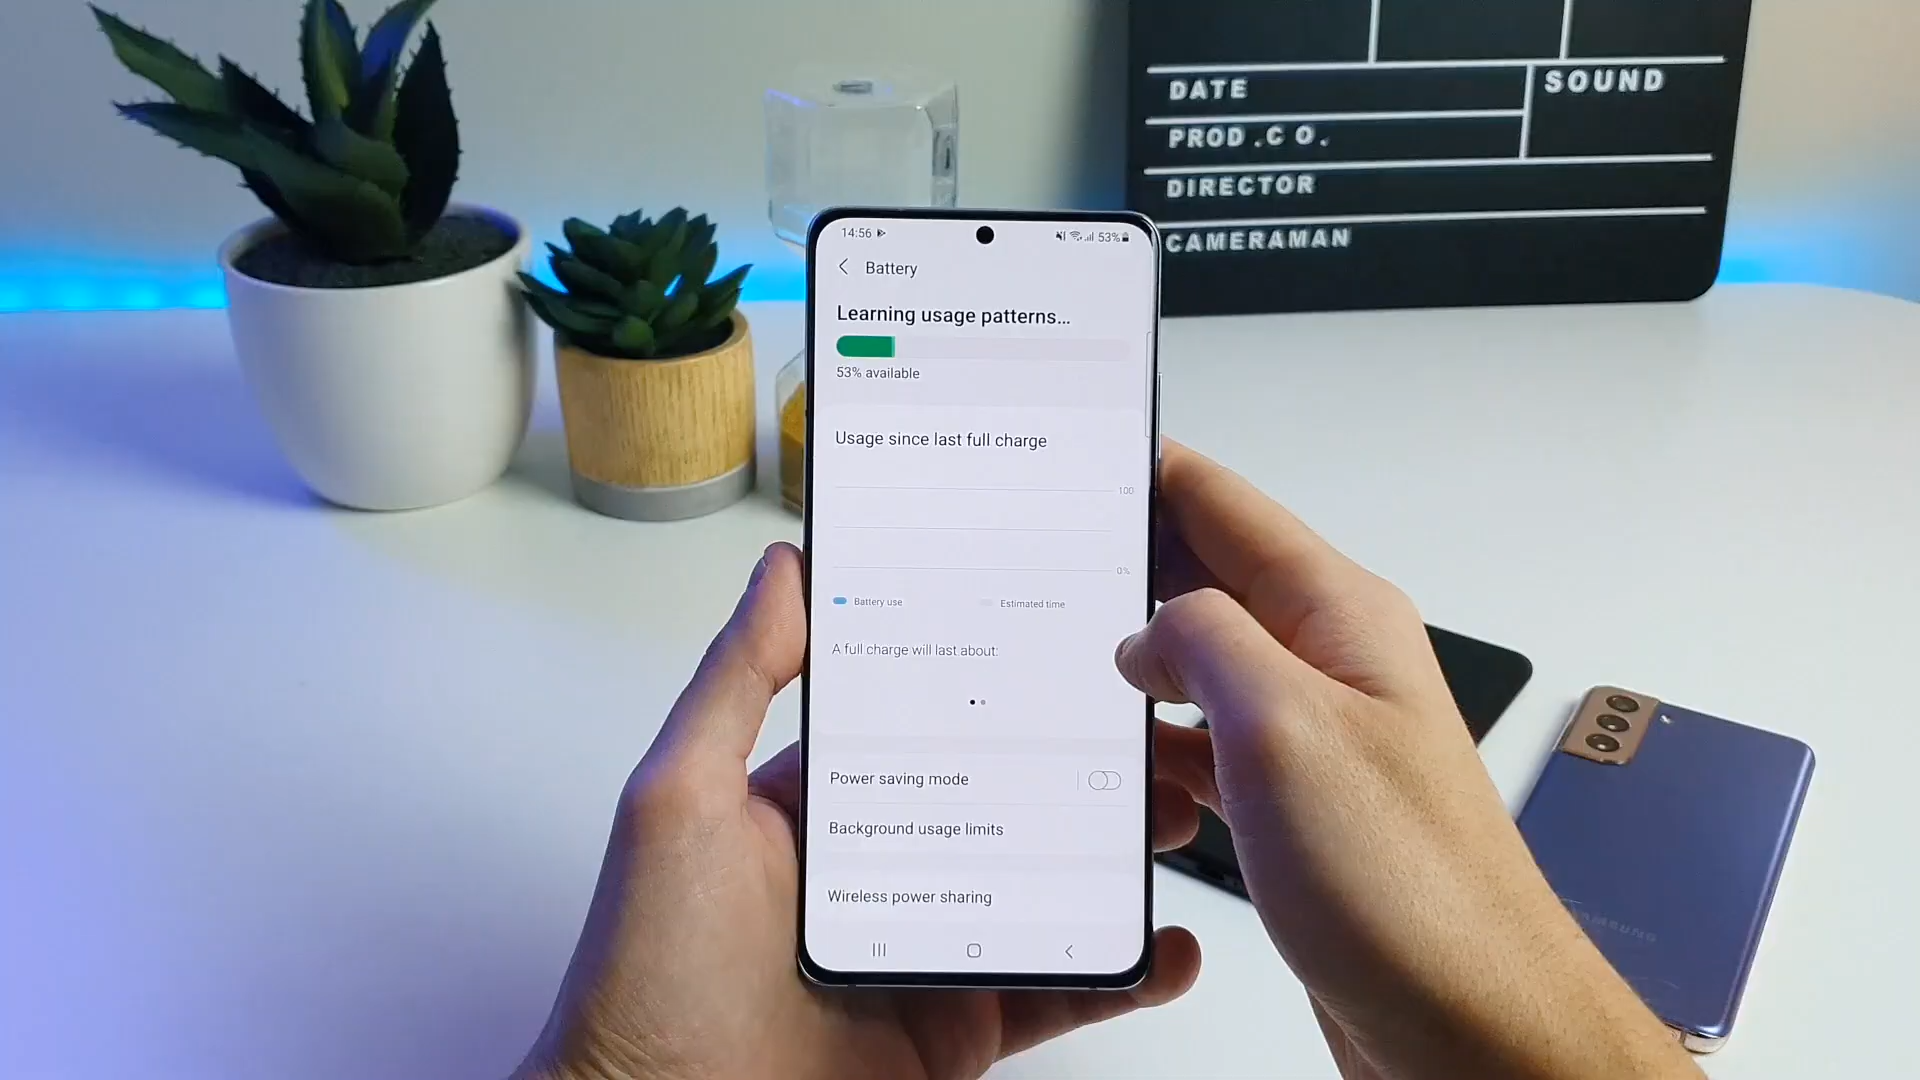 DATE
SOUND
PROD.CO.
DIRECTOR
CAMERAMAN
14:56
53%
Battery
Learning usage patterns...
53% available
Usage since last full charge
100
0%
Battery use
Estimated time
A full charge will last about:
Power saving mode
Background usage limits
Wireless power sharing
SAMSUNG